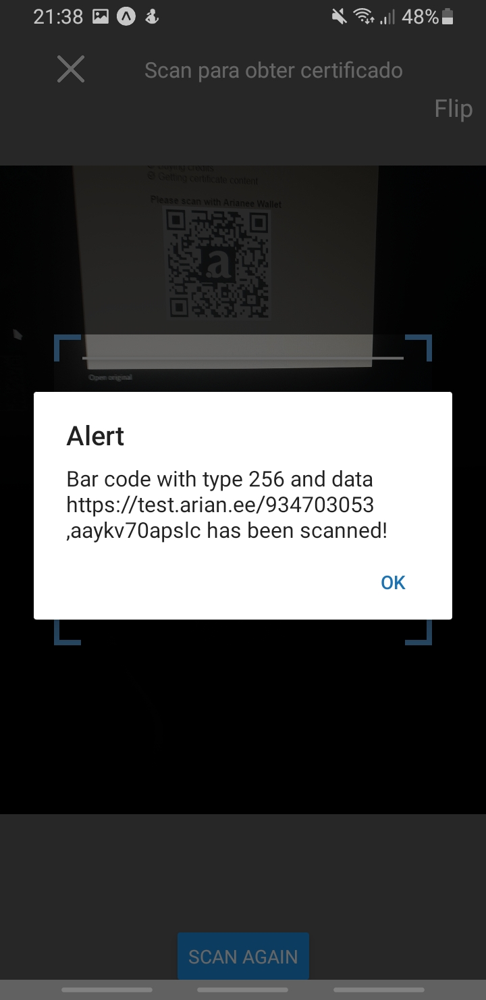 21:38
48%
Scan para obter certificado
Flip
Buying credits
Getting certificate content
Please scan with Arianee Wallet
a
Open original
Alert
Bar code with type 256 and data
https://test.arian.ee/934703053
,aaykv70apslc has been scanned!
OK
SCAN AGAIN